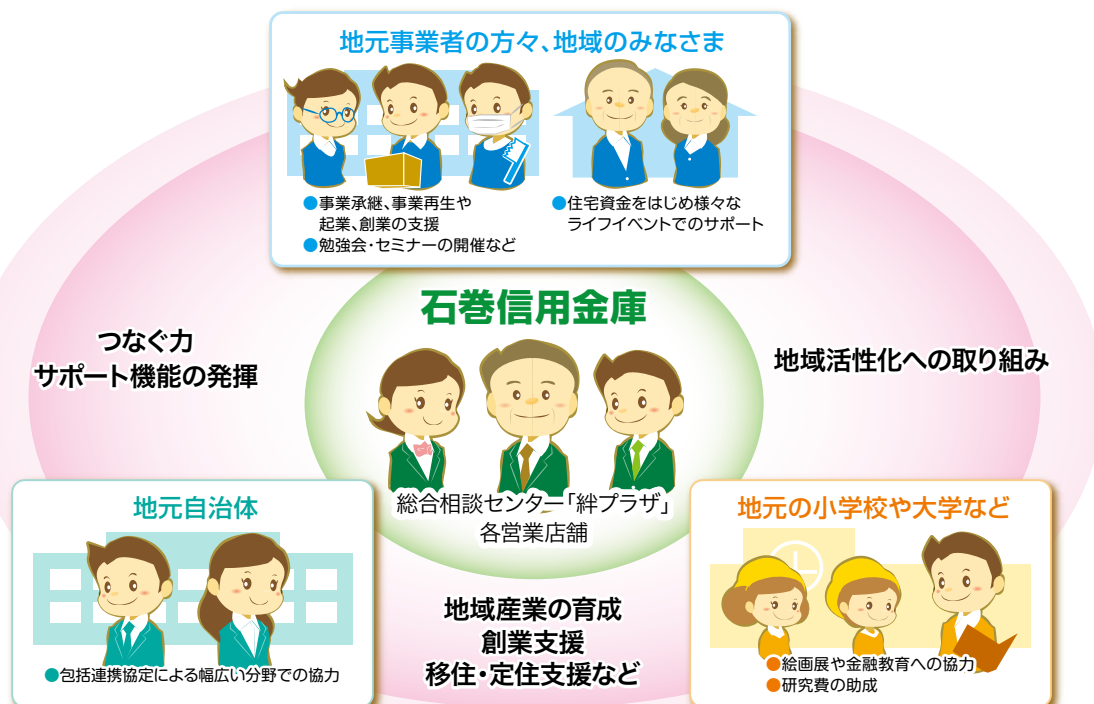 地元事業者の方々、地域のみなさま
●事業承継、事業再生や
起業、創業の支援
●勉強会・セミナーの開催など
●住宅資金をはじめ様々な
ライフイベントでのサポート
石巻信用金庫
つなぐ力
サポート機能の発揮
地域活性化への取り組み
総合相談センター「絆プラザ」
各営業店舗
地元自治体
●包括連携協定による幅広い分野での協力
地域産業の育成
創業支援
移住・定住支援など
地元の小学校や大学など
●絵画展や金融教育への協力
●研究費の助成